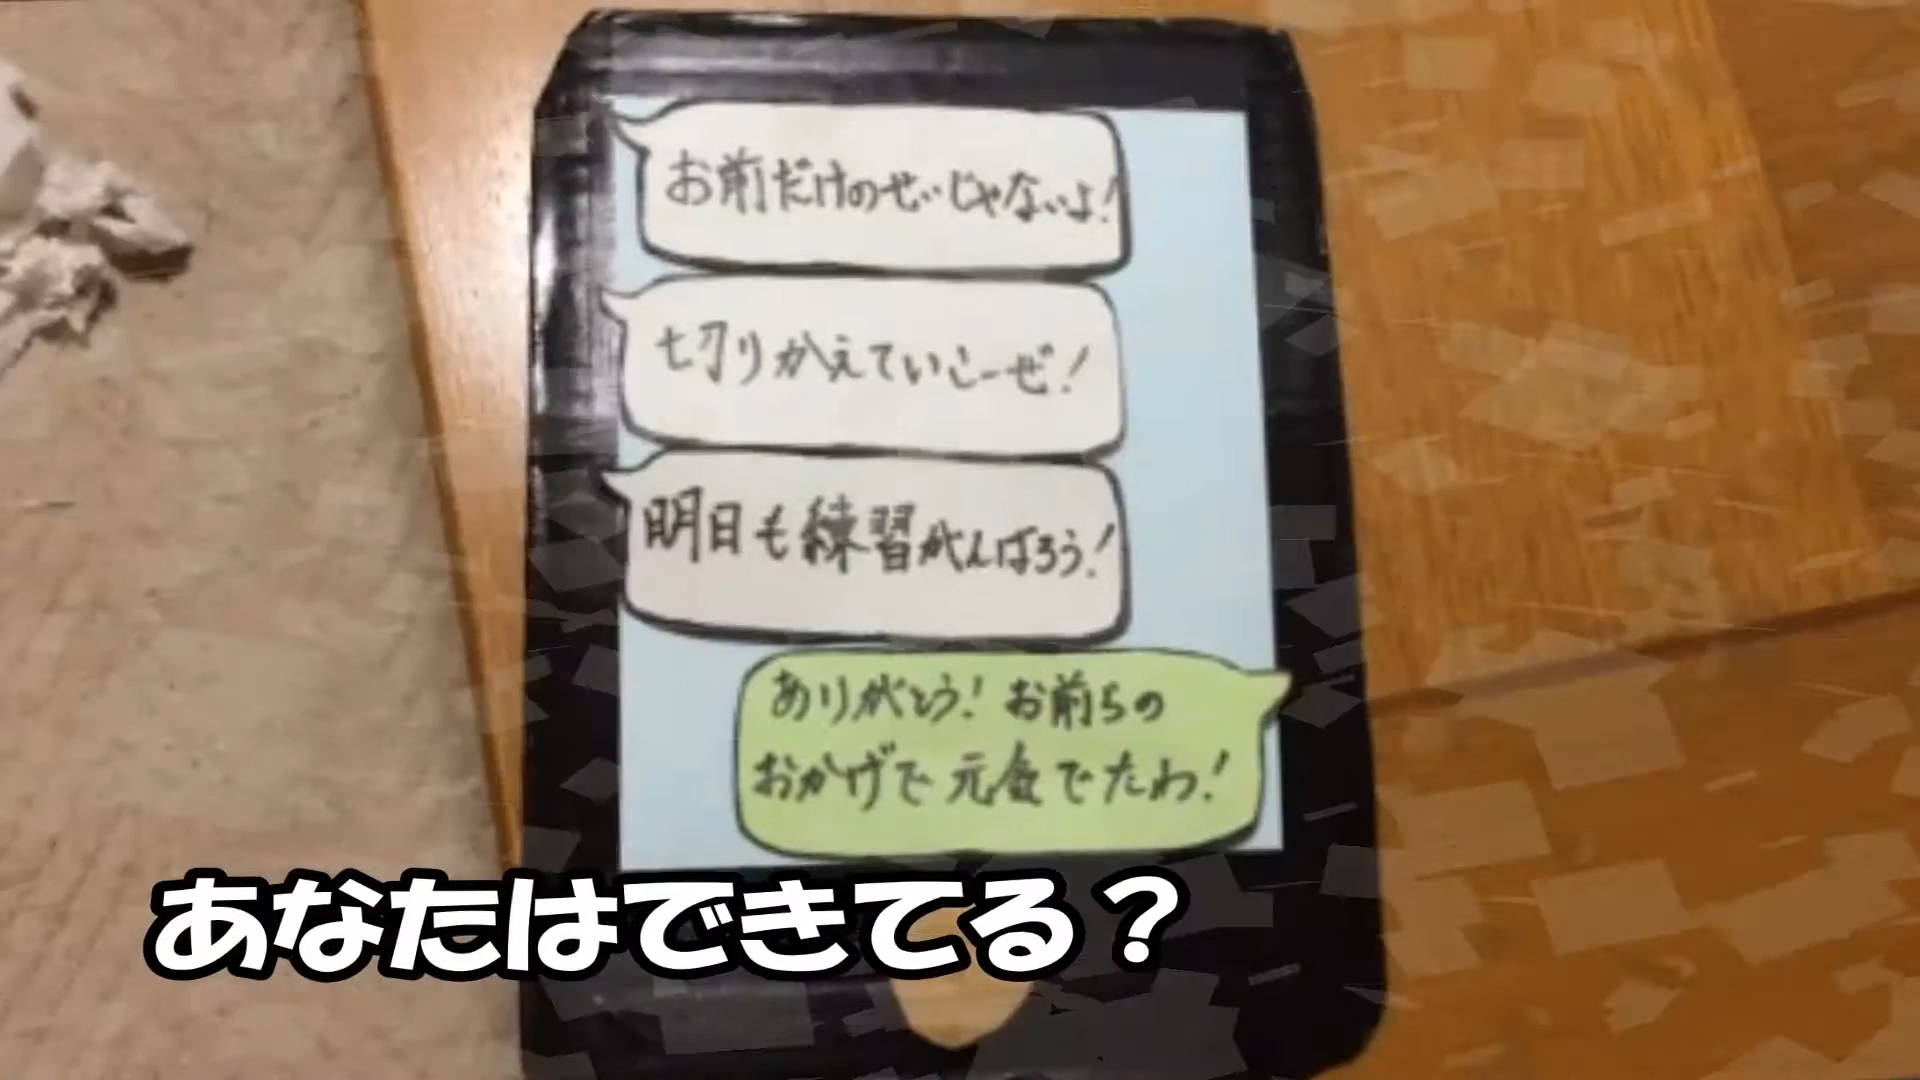 お前だけのせいじゃないよ!
切りかえていこーぜ!
明日も練習がんばろう!
ありがとう!お前らの
おかげで元気でたわ!
あなたはできてる?